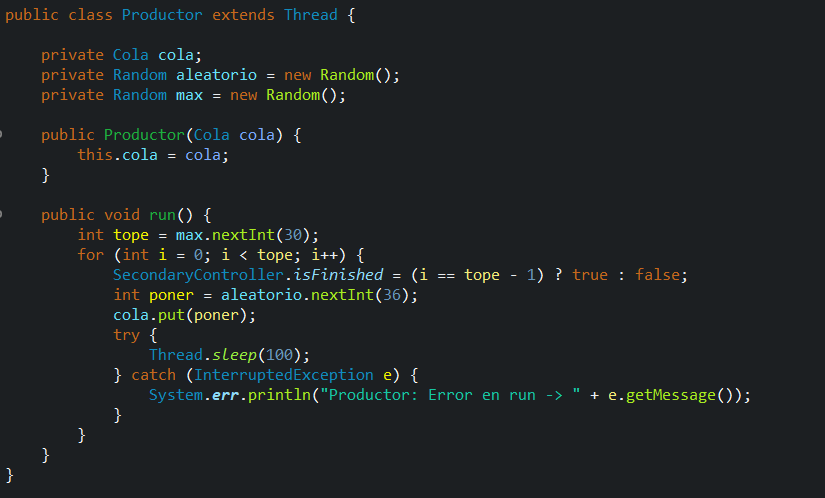 public class Productor extends Thread {
private Cola cola;
private Random aleatorio = new Random();
private Random max = new Random();
public Productor(Cola cola) {
this.cola = cola;
}
public void run() {
int tope = max.nextInt(30);
for (int i = 0; i < tope; i++) {
SecondaryController.isFinished = (i == tope - 1) ? true : false;
int poner = aleatorio.nextInt(36);
cola.put(poner);
try {
Thread.sleep(100);
} catch (InterruptedException e) {
System.err.println("Productor: Error en run -> " + e.getMessage());
}
}
}
}